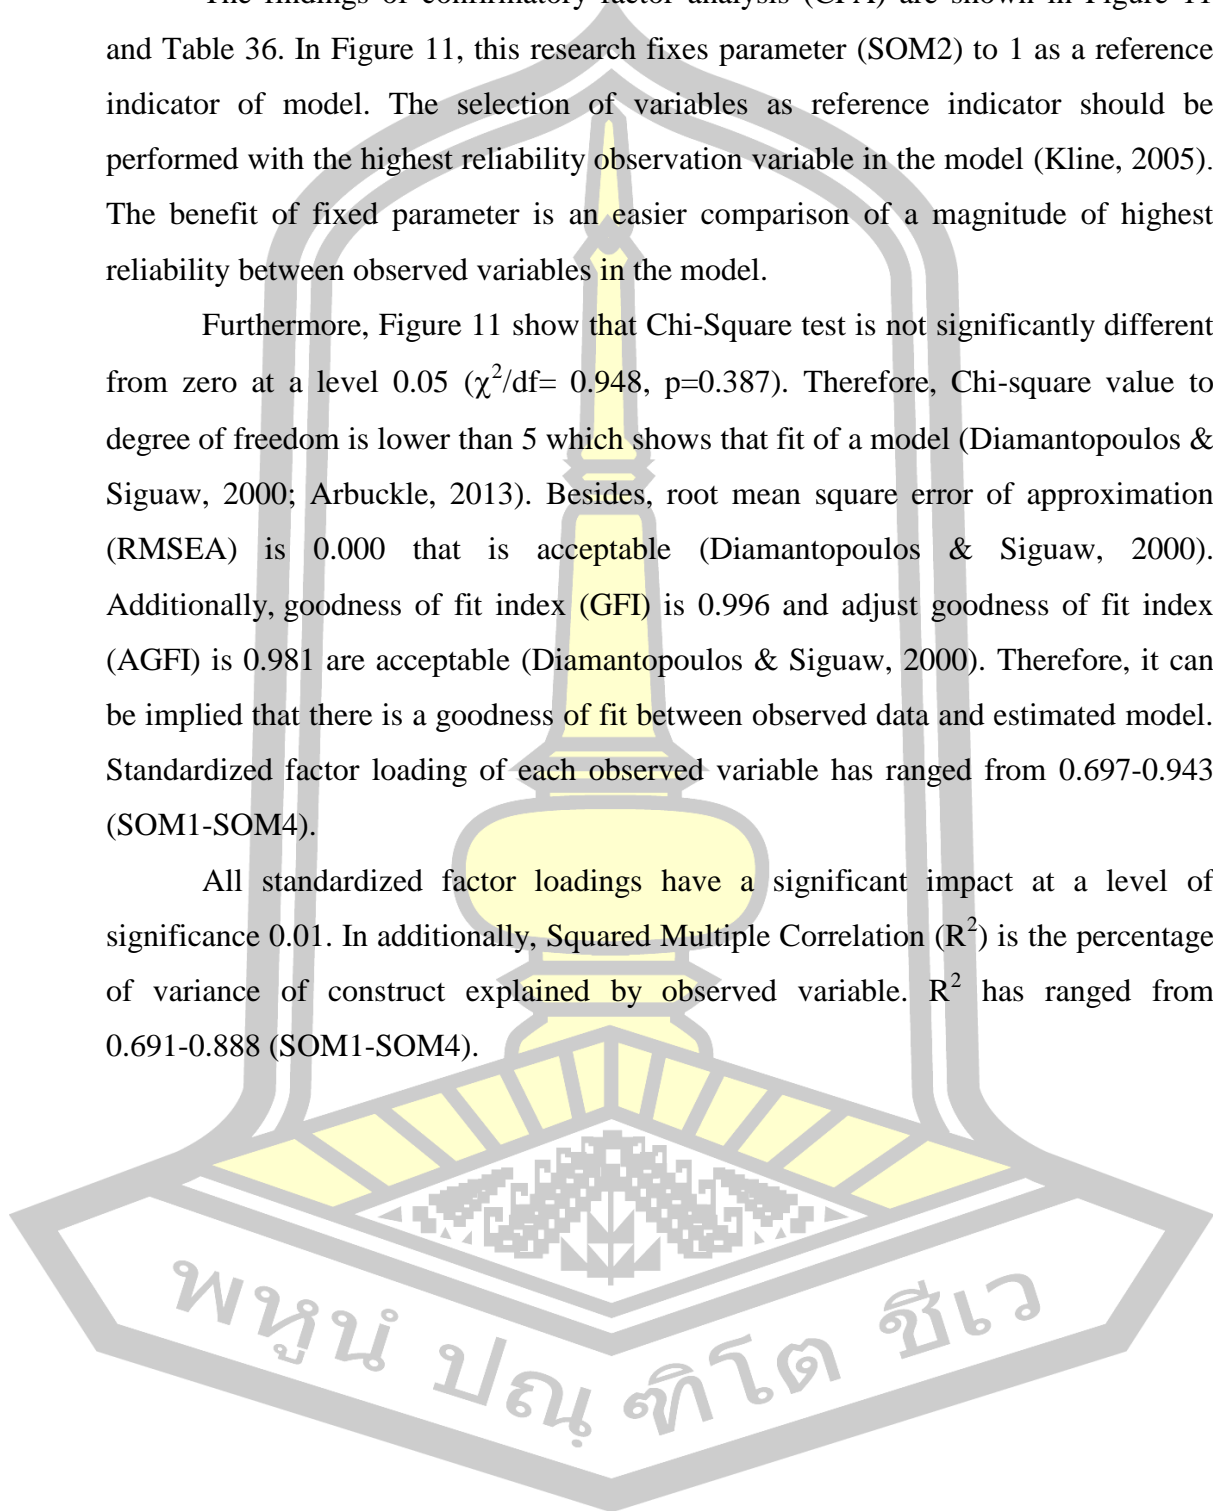 The findings of confirmatory factor analysis (CFA) are shown in Figure 11
and Table 36. In Figure 11, this research fixes parameter (SOM2) to 1 as a reference
indicator of model. The selection of variables as reference indicator should be
performed with the highest reliability observation variable in the model (Kline, 2005).
The benefit of fixed parameter is an easier comparison of a magnitude of highest
reliability between observed variables in the model.
Furthermore, Figure 11 show that Chi-Square test is not significantly different
from zero at a level 0.05 (χ²/df= 0.948, p=0.387). Therefore, Chi-square value to
degree of freedom is lower than 5 which shows that fit of a model (Diamantopoulos &
Siguaw, 2000; Arbuckle, 2013). Besides, root mean square error of approximation
(RMSEA) is 0.000 that is acceptable (Diamantopoulos & Siguaw, 2000).
Additionally, goodness of fit index (GFI) is 0.996 and adjust goodness of fit index
(AGFI) is 0.981 are acceptable (Diamantopoulos & Siguaw, 2000). Therefore, it can
be implied that there is a goodness of fit between observed data and estimated model.
Standardized factor loading of each observed variable has ranged from 0.697-0.943
(SOM1-SOM4).
All standardized factor loadings have a significant impact at a level of
significance 0.01. In additionally, Squared Multiple Correlation (R²) is the percentage
of variance of construct explained by observed variable. R² has ranged from
0.691-0.888 (SOM1-SOM4).
พหูนํ ปณฺฑิโต ชีเว